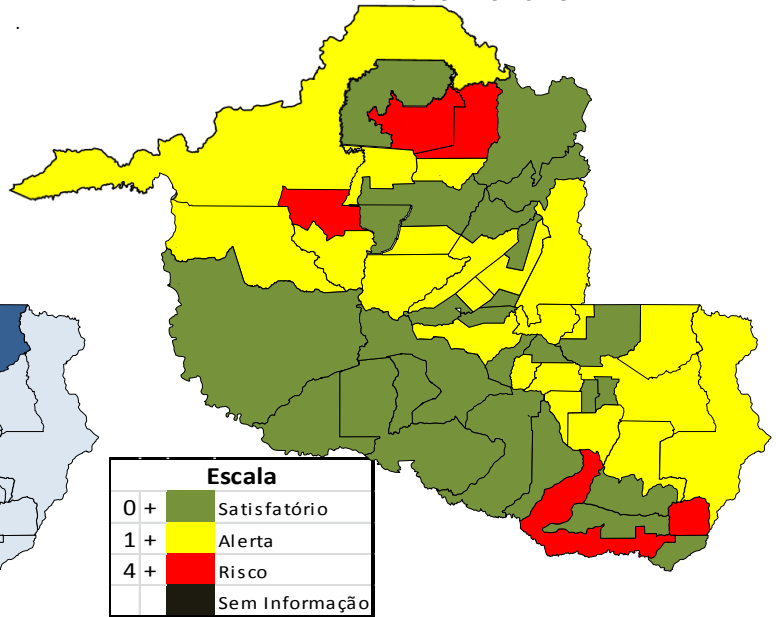 Escala
0 + Satisfatório
1 + Alerta
4 + Risco
Sem Informação